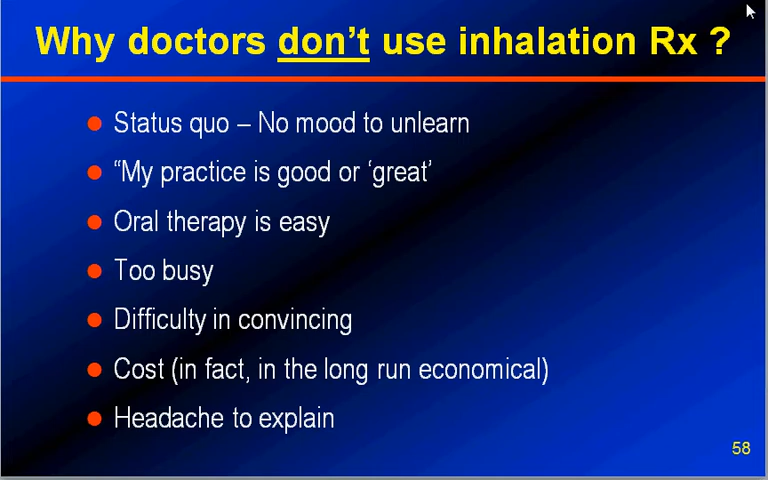 Why doctors don’t use inhalation Rx ?
Status quo – No mood to unlearn
“My practice is good or ‘great’
Oral therapy is easy
Too busy
Difficulty in convincing
Cost (in fact, in the long run economical)
Headache to explain
58